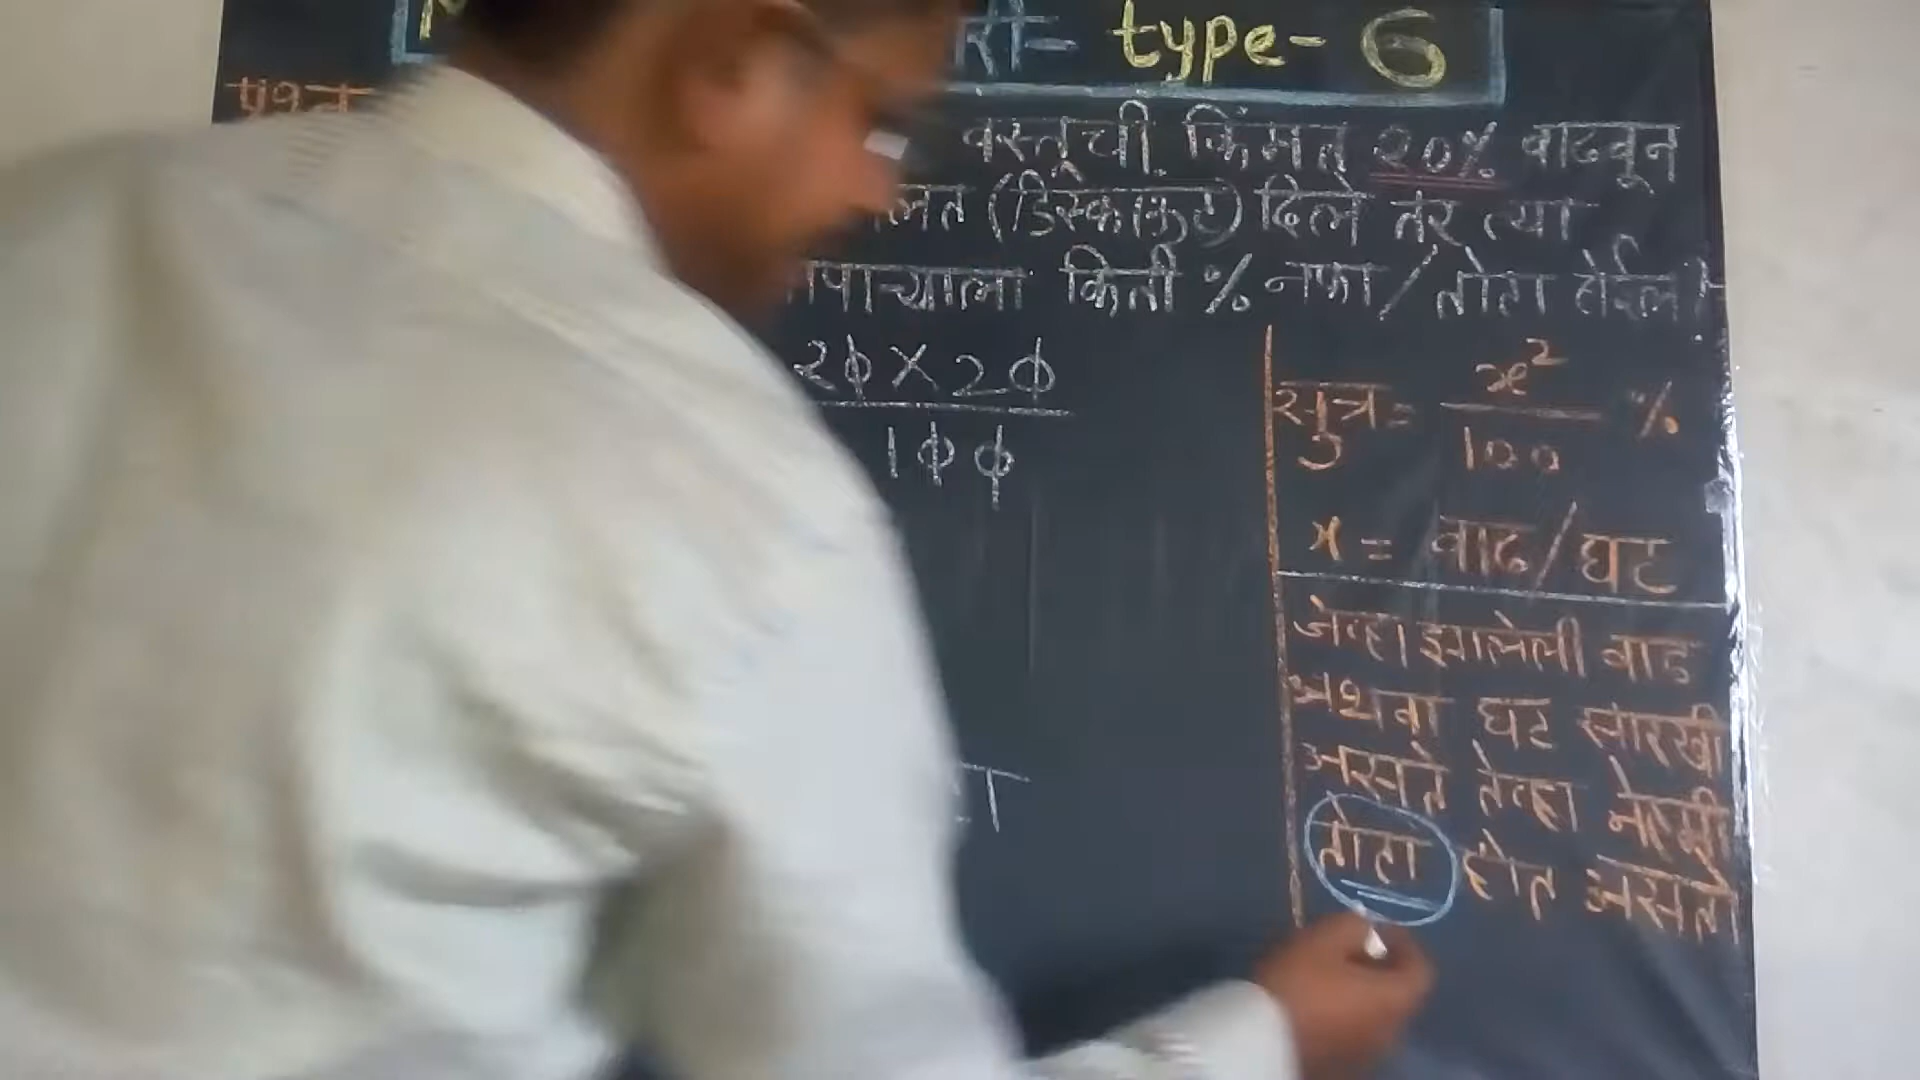 type- 6
प्रश्न
वस्तूची किंमत 20% वाढवून
(डिस्काऊंट) दिले तर त्या
किती % नफा / तोटा होईल ?
20 X 20
100
सुत्र = x² / 100 %
x = वाढ / घट
जेव्हा झालेली वाढ
अथवा घट सारखी
असते तेव्हा नेहमी
तोटा होत असतो